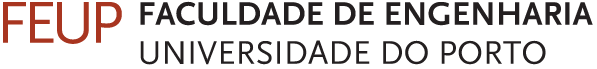 FEUP FACULDADE DE ENGENHARIA
UNIVERSIDADE DO PORTO